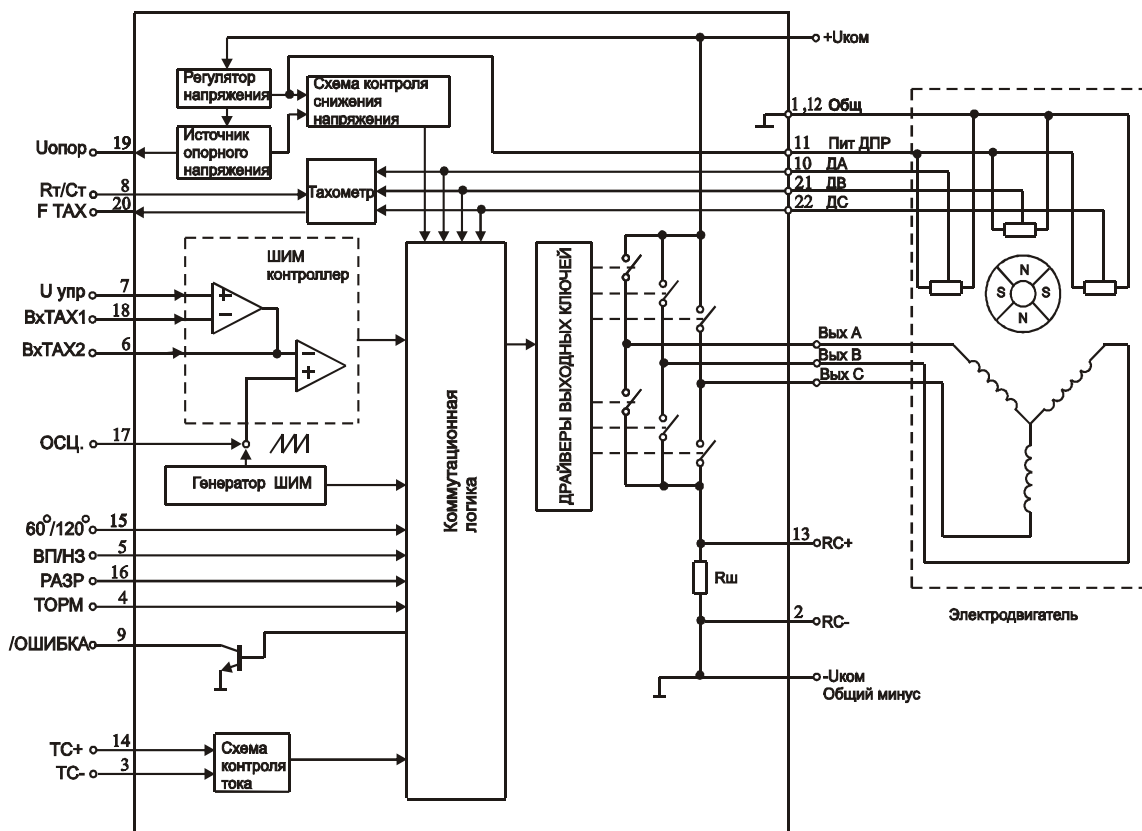 +Uком
Регулятор
напряжения
Схема контроля
снижения
напряжения
1 ,12 Общ
Uопор 19
Источник
опорного
напряжения
11 Пит ДПР
10 ДА
Rт/Ст 8
Тахометр
21 ДВ
F ТАХ 20
22 ДС
ШИМ
контроллер
U упр 7
+
ВхТАХ1 18
−
ВхТАХ2 6
−
+
N
S S
N
Вых А
Вых В
Вых С
ОСЦ. 17
Генератор ШИМ
Коммутационная
логика
ДРАЙВЕРЫ ВЫХОДНЫХ КЛЮЧЕЙ
60°/120° 15
ВП/НЗ 5
РАЗР 16
ТОРМ 4
/ОШИБКА 9
13 RC+
Rш
2 RC-
Электродвигатель
-Uком
Общий минус
ТС+ 14
ТС- 3
Схема
контроля
тока